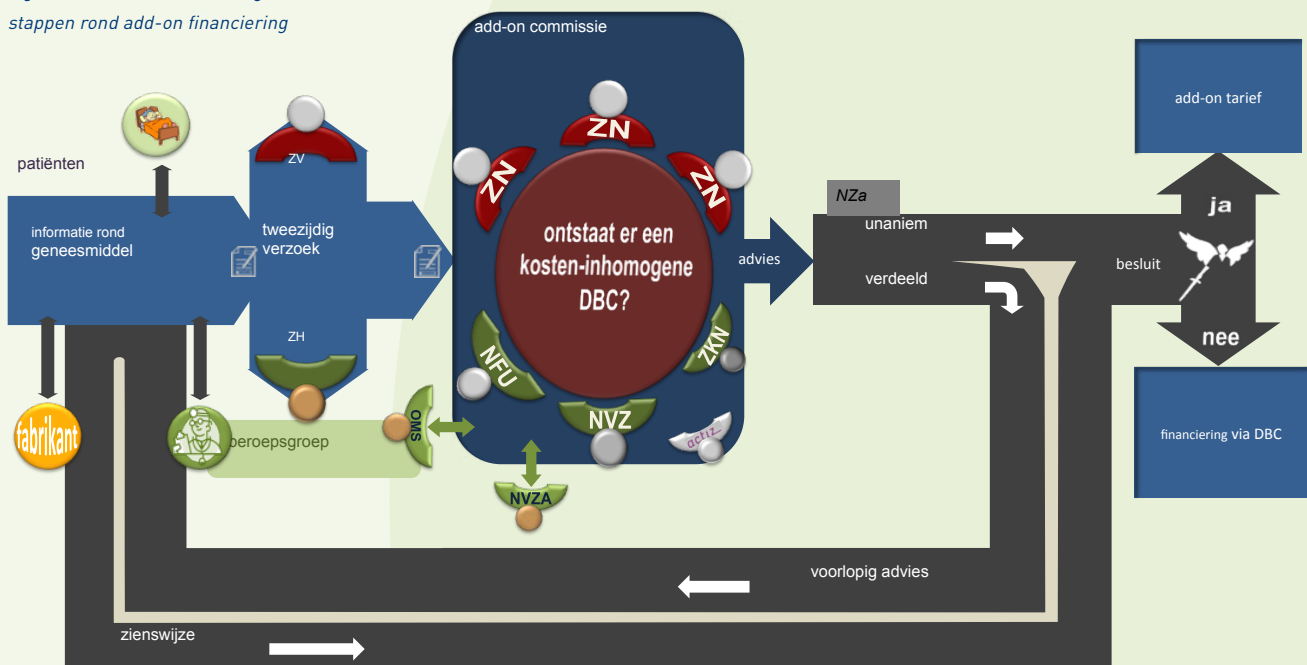 stappen rond add-on financiering
add-on commissie
add-on tarief
patiënten
ZV
ZN
ZN
ZN
NZa
informatie rond
geneesmiddel
tweezijdig
verzoek
ontstaat er een
kosten-inhomogene
DBC?
advies
unaniem
verdeeld
besluit
ja
nee
ZH
NFU
ZKN
NVZ
actiz
OMS
NVZA
fabrikant
beroepsgroep
financiering via DBC
voorlopig advies
zienswijze